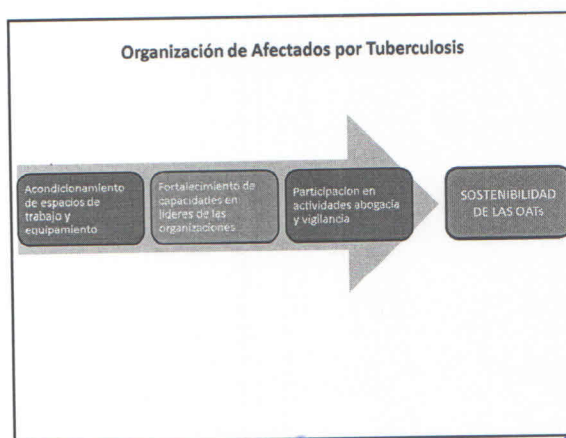 Organización de Afectados por Tuberculosis
Acondicionamiento
de espacios de
trabajo y
equipamiento
Fortalecimiento de
capacidades en
lideres de las
organizaciones
Participacion en
actividades abogacia
y vigilancia
SOSTENIBILIDAD
DE LAS OATs